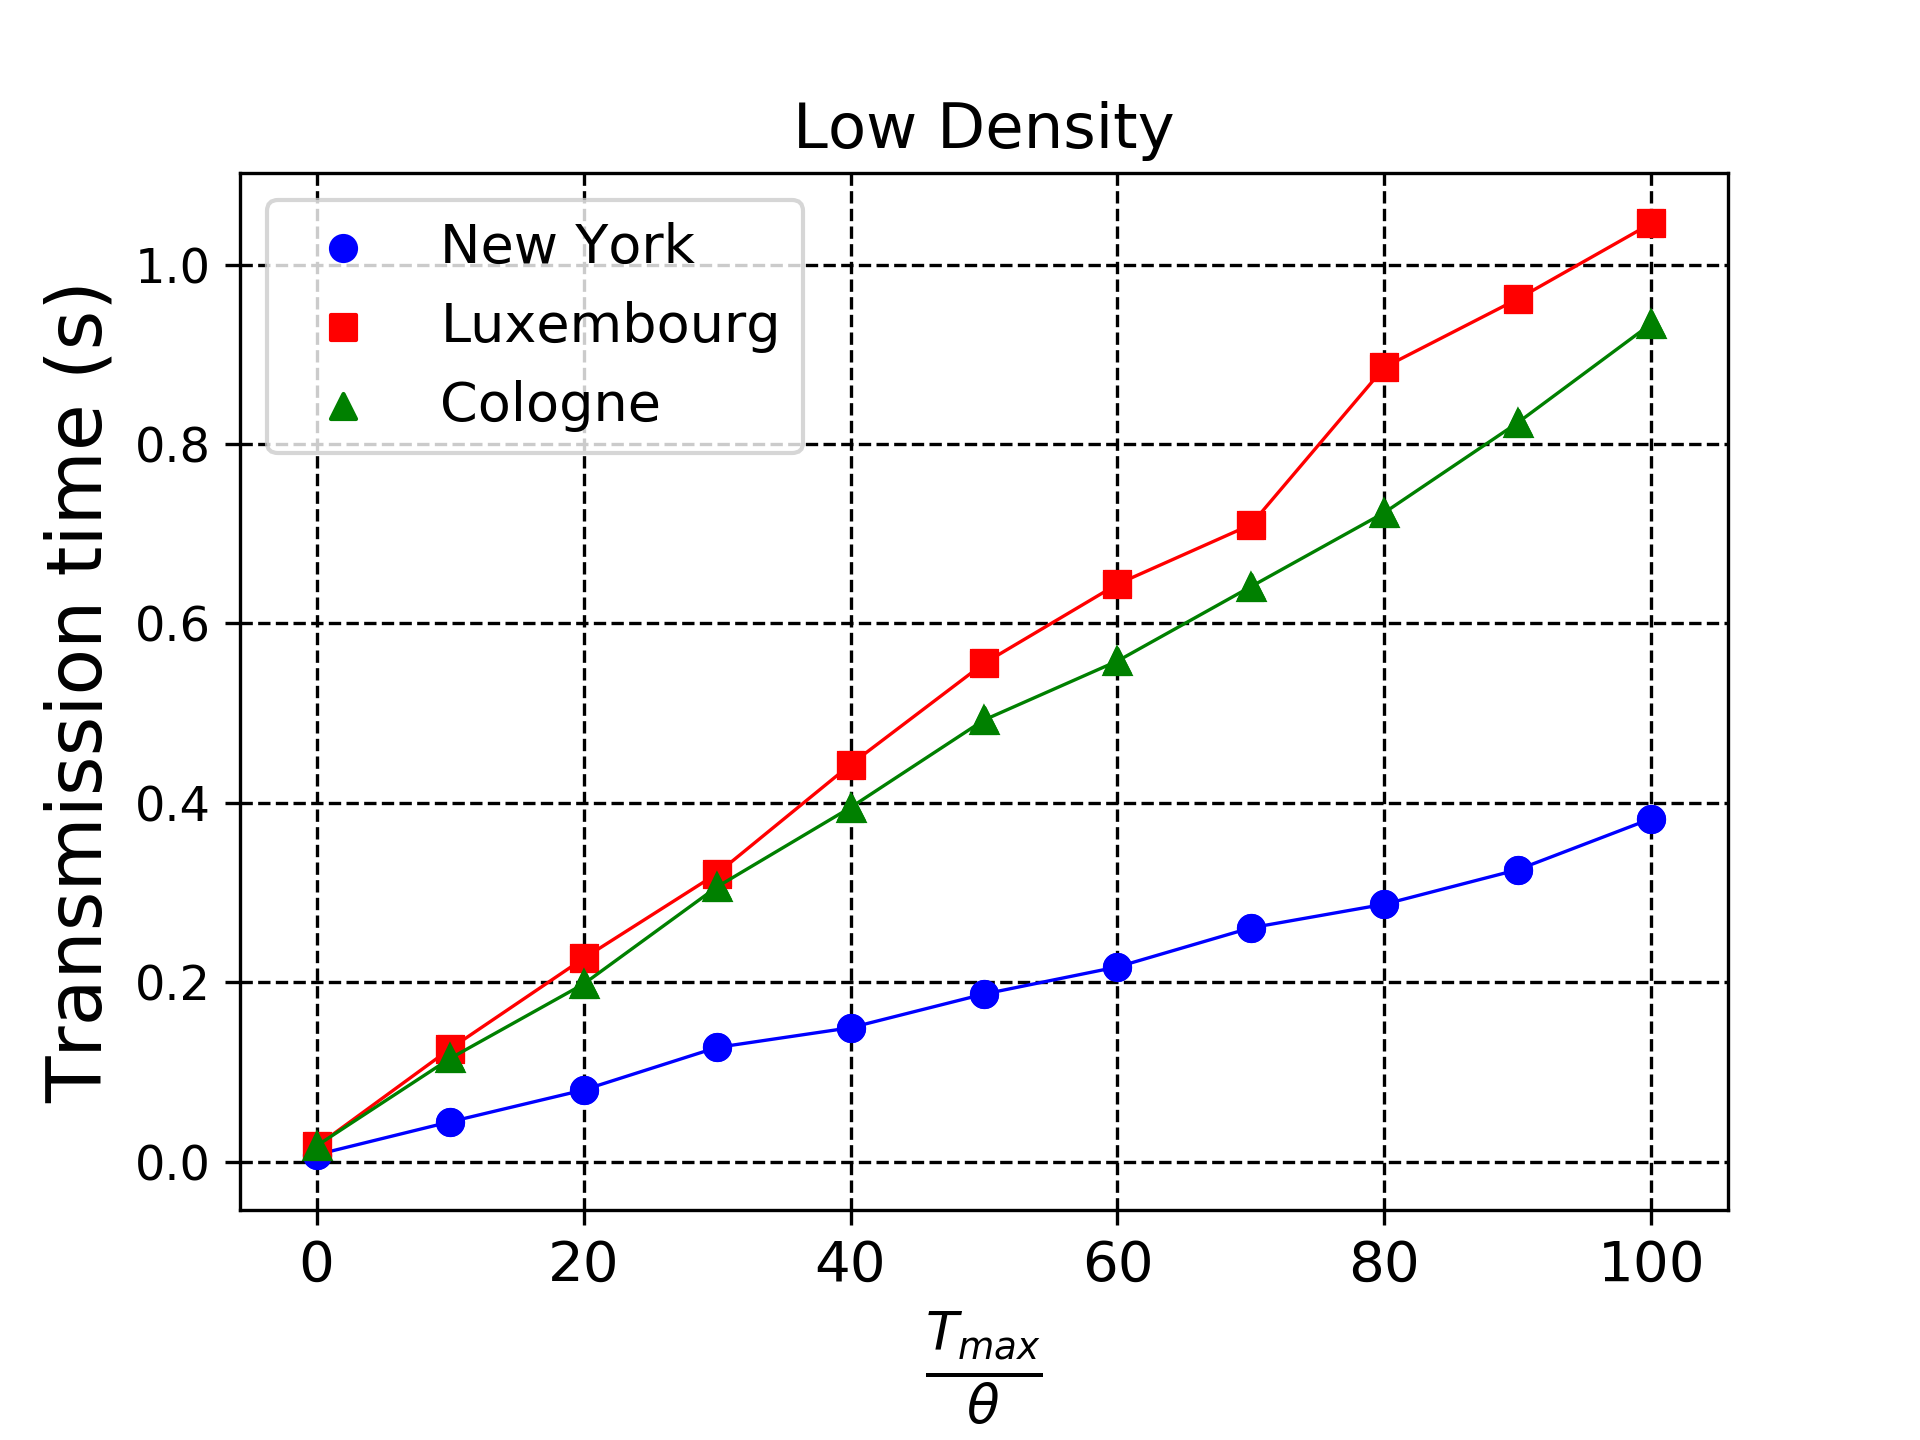 Low Density
New York
Luxembourg
Cologne
Transmission time (s)
1.0
0.8
0.6
0.4
0.2
0.0
0 20 40 60 80 100
T_max
θ